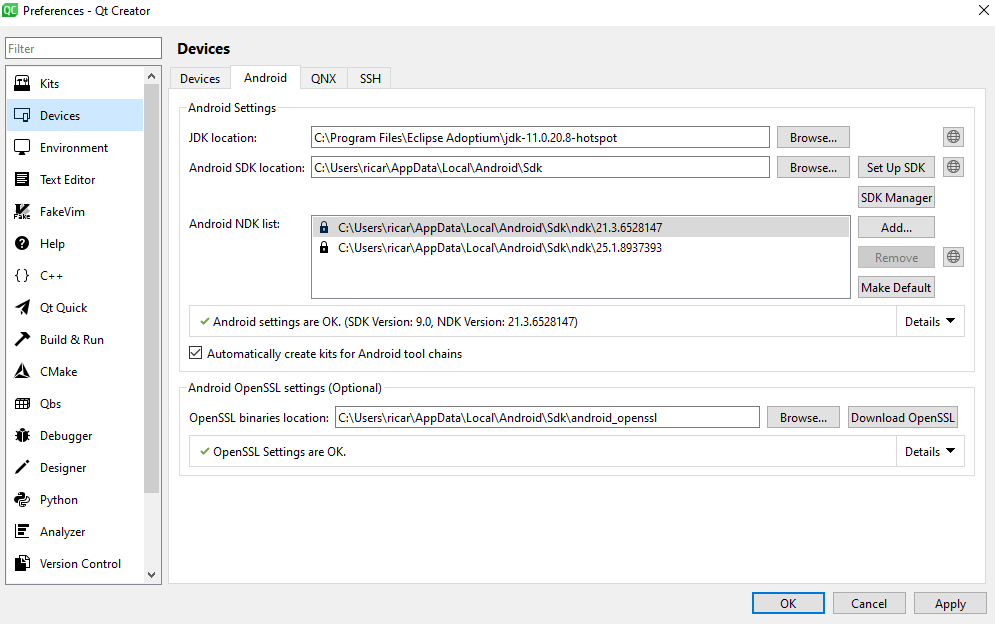 Preferences - Qt Creator
Filter
Devices
Kits
Devices
Environment
Text Editor
FakeVim
Help
C++
Qt Quick
Build & Run
CMake
Qbs
Debugger
Designer
Python
Analyzer
Version Control
Devices Android QNX SSH
Android Settings
JDK location: C:\Program Files\Eclipse Adoptium\jdk-11.0.20.8-hotspot Browse...
Android SDK location: C:\Users\ricar\AppData\Local\Android\Sdk Browse... Set Up SDK
SDK Manager
Android NDK list: C:\Users\ricar\AppData\Local\Android\Sdk\ndk\21.3.6528147 Add...
C:\Users\ricar\AppData\Local\Android\Sdk\ndk\25.1.8937393
Remove
Make Default
Android settings are OK. (SDK Version: 9.0, NDK Version: 21.3.6528147) Details
Automatically create kits for Android tool chains
Android OpenSSL settings (Optional)
OpenSSL binaries location: C:\Users\ricar\AppData\Local\Android\Sdk\android_openssl Browse... Download OpenSSL
OpenSSL Settings are OK. Details
OK Cancel Apply